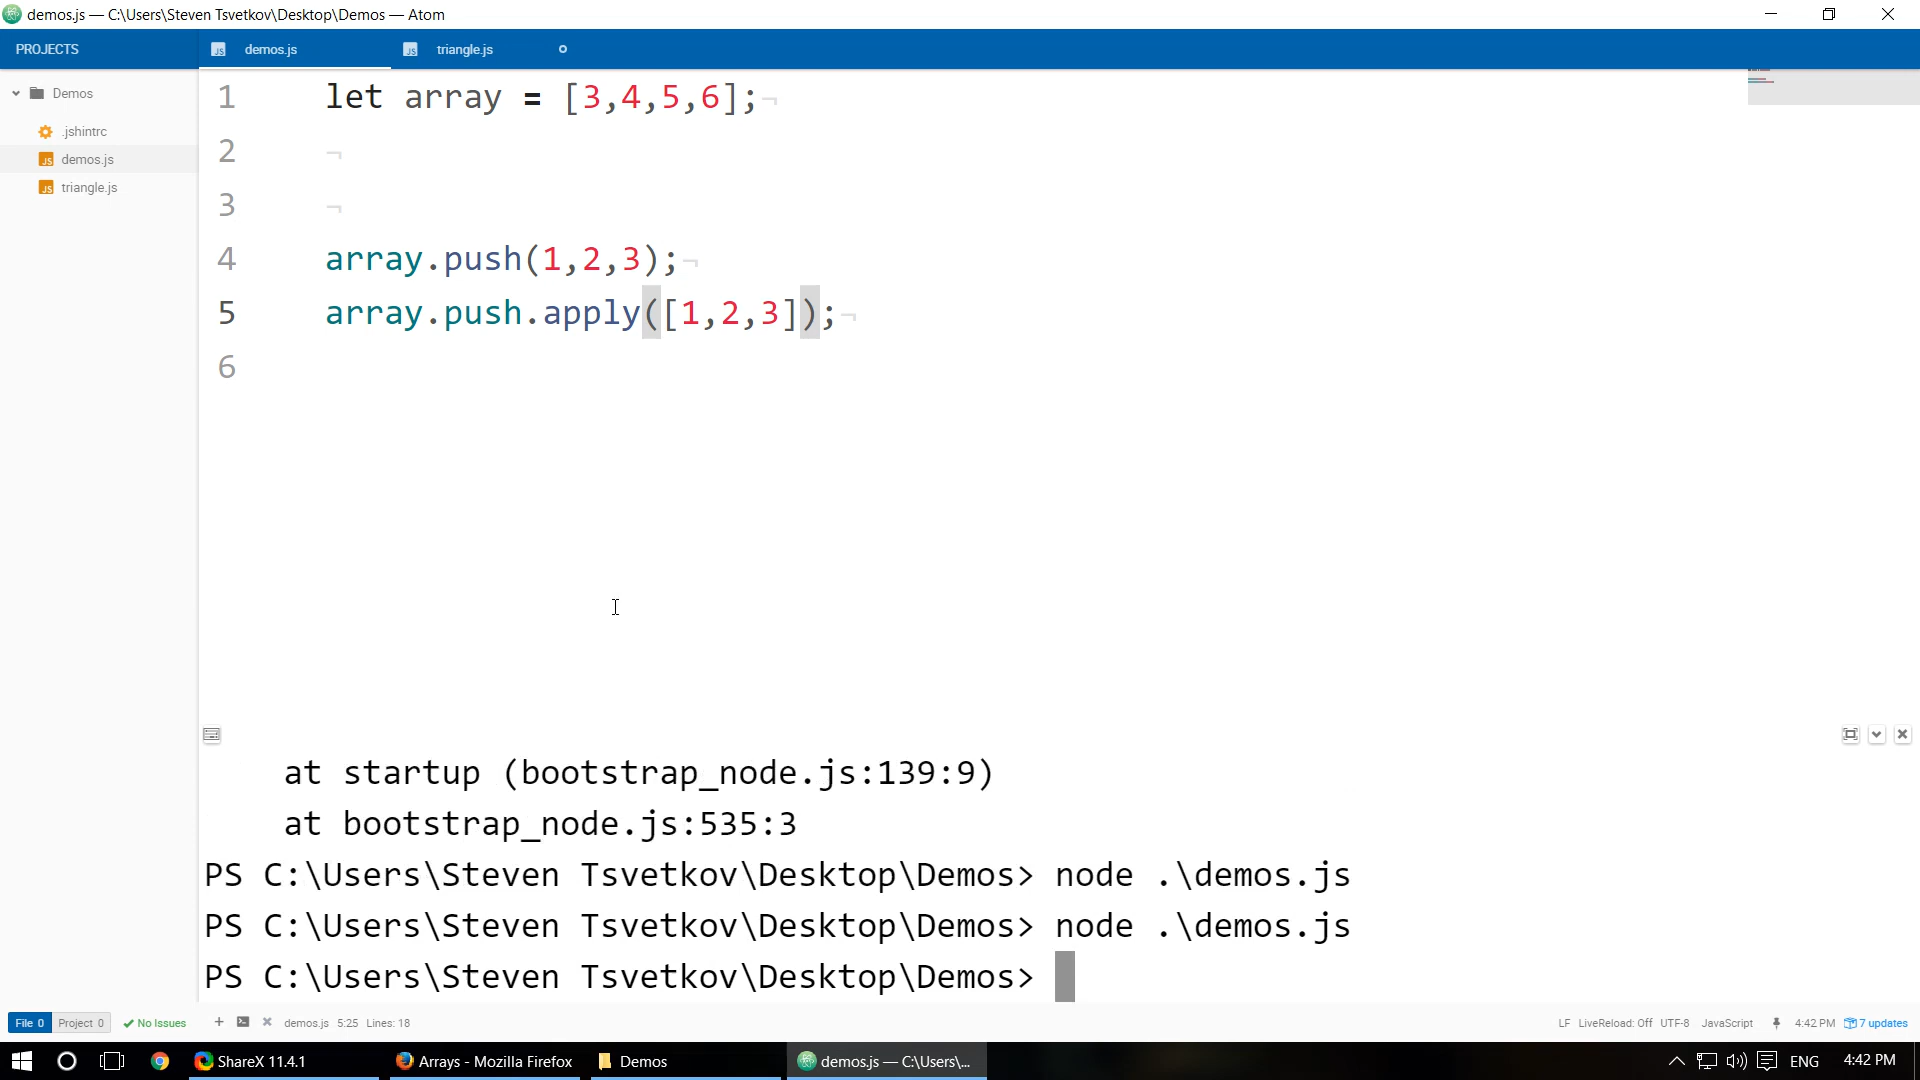 demos.js — C:\Users\Steven Tsvetkov\Desktop\Demos — Atom
PROJECTS
JS demos.js
JS triangle.js
Demos
.jshintrc
JS demos.js
JS triangle.js
1 let array = [3,4,5,6];¬
2 ¬
3 ¬
4 array.push(1,2,3);¬
5 array.push.apply([1,2,3]);¬
6
at startup (bootstrap_node.js:139:9)
at bootstrap_node.js:535:3
PS C:\Users\Steven Tsvetkov\Desktop\Demos> node .\demos.js
PS C:\Users\Steven Tsvetkov\Desktop\Demos> node .\demos.js
PS C:\Users\Steven Tsvetkov\Desktop\Demos>
File 0 Project 0 No Issues demos.js 5:25 Lines: 18 LF LiveReload: Off UTF-8 JavaScript 4:42 PM 7 updates
ShareX 11.4.1 Arrays - Mozilla Firefox Demos demos.js — C:\Users\... ENG 4:42 PM